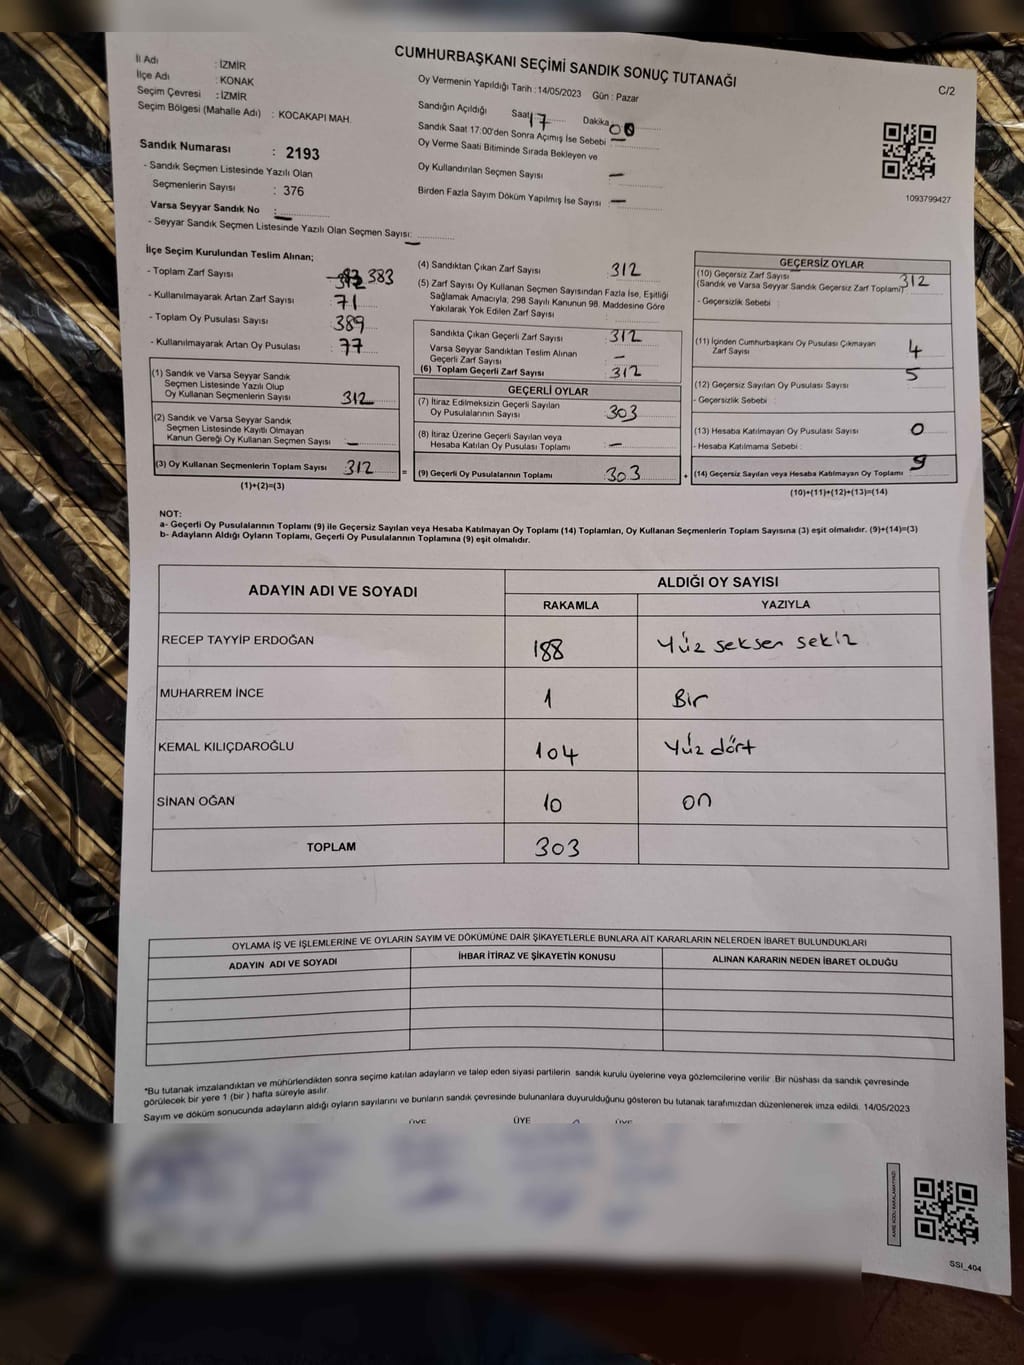 CUMHURBAŞKANI SEÇİMİ SANDIK SONUÇ TUTANAĞI
C/2
İl Adı : İZMİR
İlçe Adı : KONAK
Seçim Çevresi : İZMİR
Seçim Bölgesi (Mahalle Adı) : KOCAKAPI MAH.
Sandık Numarası : 2193
- Sandık Seçmen Listesinde Yazılı Olan
Seçmenlerin Sayısı : 376
Varsa Seyyar Sandık No : —
- Seyyar Sandık Seçmen Listesinde Yazılı Olan Seçmen Sayısı: —
Oy Vermenin Yapıldığı Tarih : 14/05/2023 Gün : Pazar
Sandığın Açıldığı Saat 17 Dakika 00
Sandık Saat 17:00'den Sonra Açımış İse Sebebi : —
Oy Verme Saati Bitiminde Sırada Bekleyen ve
Oy Kullandırılan Seçmen Sayısı —
Birden Fazla Sayım Döküm Yapılmış İse Sayısı : —
1093799427
İlçe Seçim Kurulundan Teslim Alınan;
- Toplam Zarf Sayısı 383
- Kullanılmayarak Artan Zarf Sayısı 71
- Toplam Oy Pusulası Sayısı 389
- Kullanılmayarak Artan Oy Pusulası 77
(1) Sandık ve Varsa Seyyar Sandık
Seçmen Listesinde Yazılı Olup
Oy Kullanan Seçmenlerin Sayısı 312
(2) Sandık ve Varsa Seyyar Sandık
Seçmen Listesinde Kayıtlı Olmayan
Kanun Gereği Oy Kullanan Seçmen Sayısı —
(3) Oy Kullanan Seçmenlerin Toplam Sayısı 312 =
(1)+(2)=(3)
(4) Sandıktan Çıkan Zarf Sayısı 312
(5) Zarf Sayısı Oy Kullanan Seçmen Sayısından Fazla İse, Eşitliği
Sağlamak Amacıyla, 298 Sayılı Kanunun 98. Maddesine Göre
Yakılarak Yok Edilen Zarf Sayısı :
Sandıkta Çıkan Geçerli Zarf Sayısı 312
Varsa Seyyar Sandıktan Teslim Alınan
Geçerli Zarf Sayısı —
(6) Toplam Geçerli Zarf Sayısı 312
GEÇERLİ OYLAR
(7) İtiraz Edilmeksizin Geçerli Sayılan
Oy Pusulalarının Sayısı 303
(8) İtiraz Üzerine Geçerli Sayılan veya
Hesaba Katılan Oy Pusulası Toplamı —
(9) Geçerli Oy Pusulalarının Toplamı 303 +
GEÇERSİZ OYLAR
(10) Geçersiz Zarf Sayısı
(Sandık ve Varsa Seyyar Sandık Geçersiz Zarf Toplamı) 312
- Geçersizlik Sebebi :
(11) İçinden Cumhurbaşkanı Oy Pusulası Çıkmayan
Zarf Sayısı 4
(12) Geçersiz Sayılan Oy Pusulası Sayısı 5
- Geçersizlik Sebebi :
(13) Hesaba Katılmayan Oy Pusulası Sayısı 0
- Hesaba Katılmama Sebebi :
(14) Geçersiz Sayılan veya Hesaba Katılmayan Oy Toplamı 9
(10)+(11)+(12)+(13)=(14)
NOT:
a- Geçerli Oy Pusulalarının Toplamı (9) ile Geçersiz Sayılan veya Hesaba Katılmayan Oy Toplamı (14) Toplamları, Oy Kullanan Seçmenlerin Toplam Sayısına (3) eşit olmalıdır. (9)+(14)=(3)
b- Adayların Aldığı Oyların Toplamı, Geçerli Oy Pusulalarının Toplamına (9) eşit olmalıdır.
ADAYIN ADI VE SOYADI ALDIĞI OY SAYISI
RAKAMLA YAZIYLA
RECEP TAYYİP ERDOĞAN 188 Yüz seksen sekiz
MUHARREM İNCE 1 Bir
KEMAL KILIÇDAROĞLU 104 Yüz dört
SİNAN OĞAN 10 on
TOPLAM 303
OYLAMA İŞ VE İŞLEMLERİNE VE OYLARIN SAYIM VE DÖKÜMÜNE DAİR ŞİKAYETLERLE BUNLARA AİT KARARLARIN NELERDEN İBARET BULUNDUKLARI
ADAYIN ADI VE SOYADI İHBAR İTİRAZ VE ŞİKAYETİN KONUSU ALINAN KARARIN NEDEN İBARET OLDUĞU
*Bu tutanak imzalandıktan ve mühürlendikten sonra seçime katılan adayların ve talep eden siyasi partilerin sandık kurulu üyelerine veya gözlemcilerine verilir. Bir nüshası da sandık çevresinde
görülecek bir yere 1 (bir ) hafta süreyle asılır.
Sayım ve döküm sonucunda adayların aldığı oyların sayılarını ve bunların sandık çevresinde bulunanlara duyurulduğunu gösteren bu tutanak tarafımızdan düzenlenerek imza edildi. 14/05/2023
ÜYE ÜYE ÜYE
SSI_404